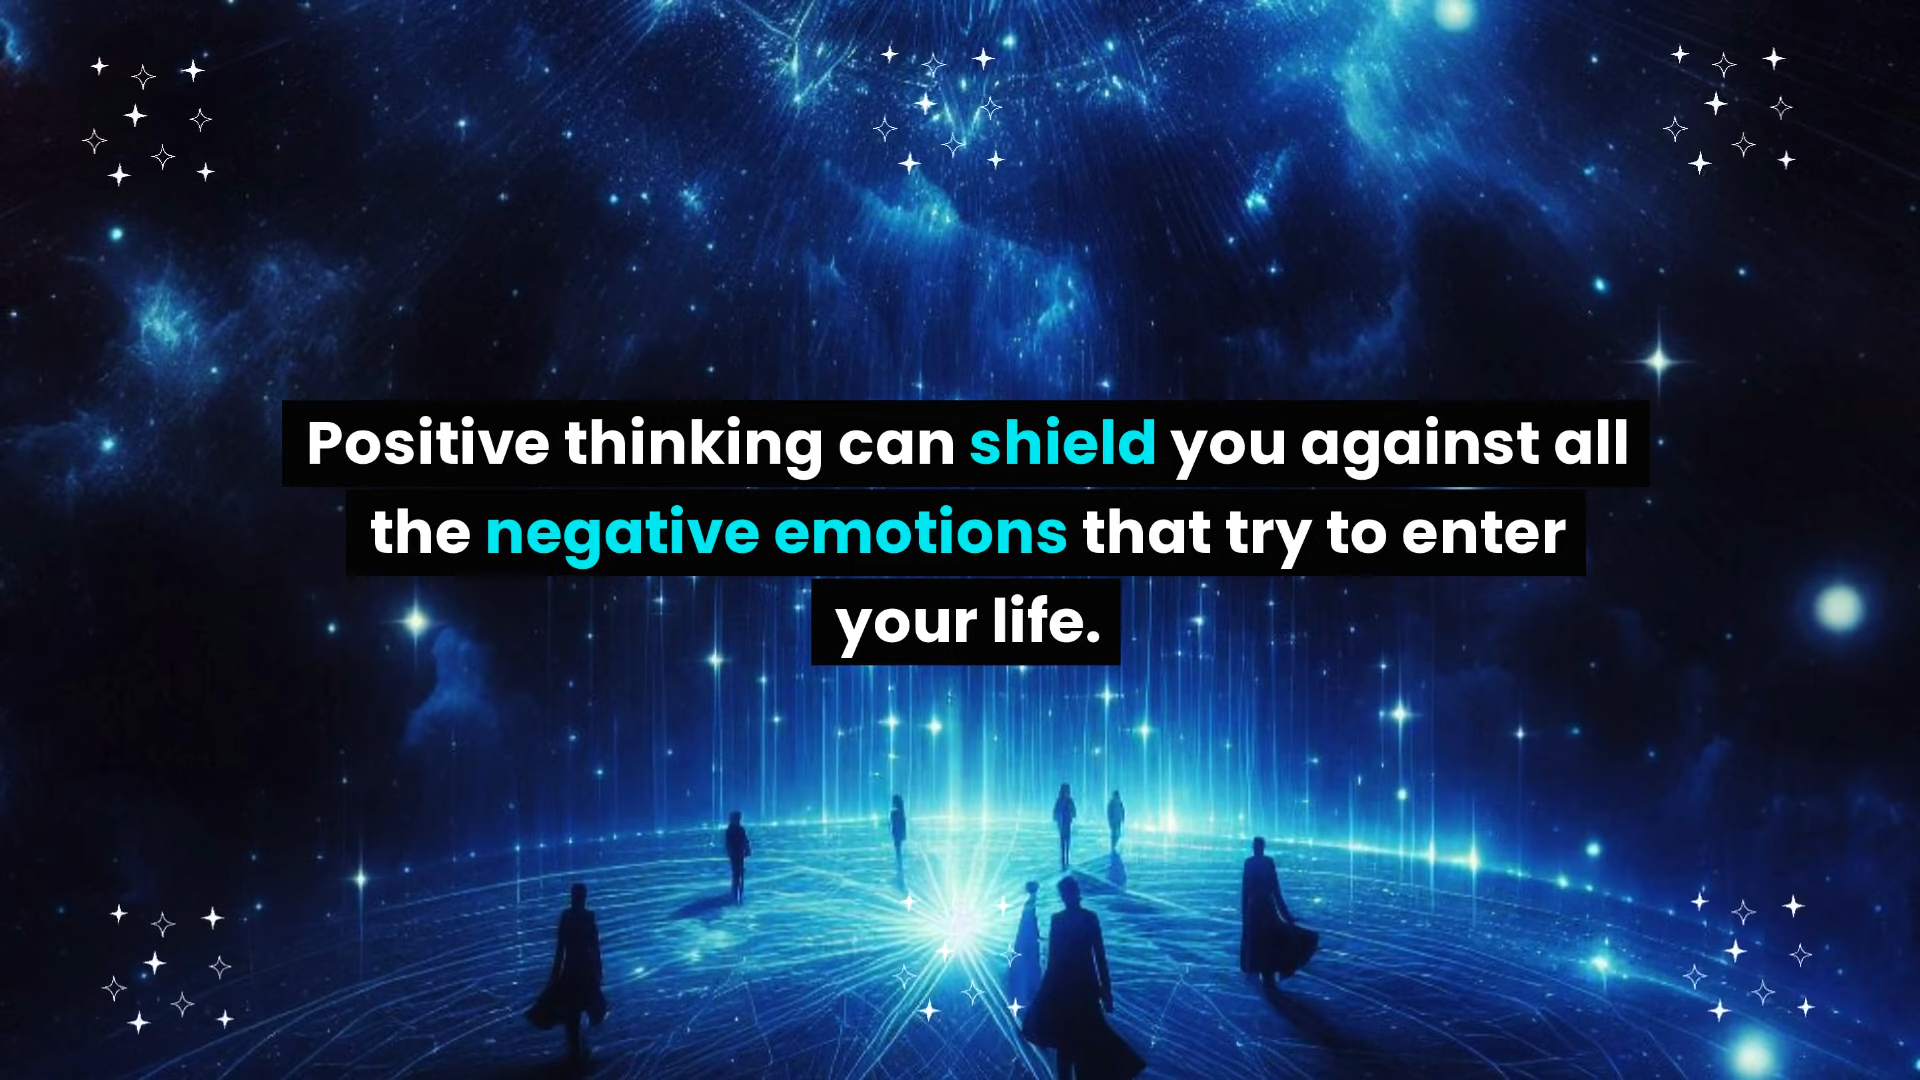 Positive thinking can shield you against all
the negative emotions that try to enter
your life.